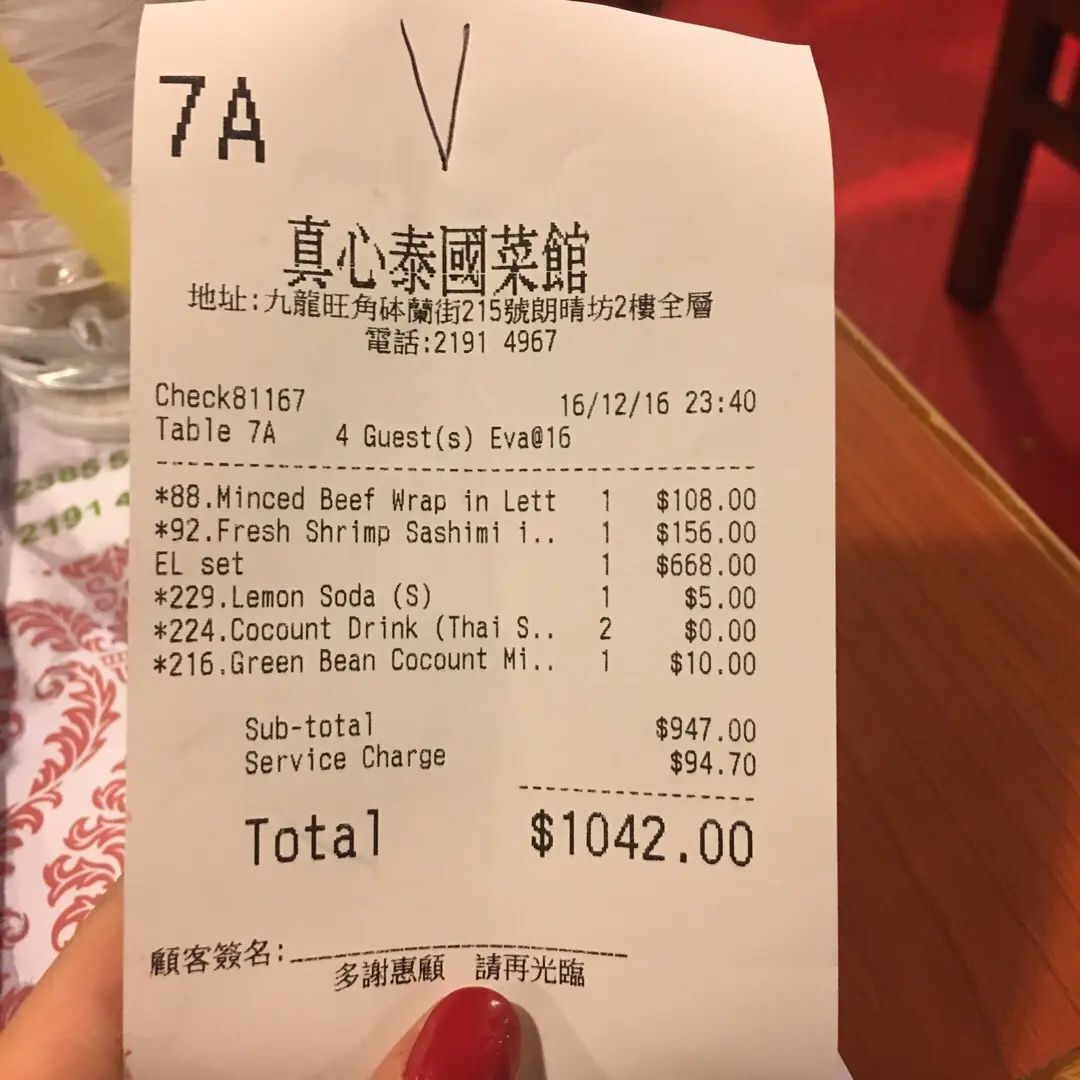 7A
V
真心泰國菜館
地址:九龍旺角砵蘭街215號朗晴坊2樓全層
電話:2191 4967
Check81167 16/12/16 23:40
Table 7A 4 Guest(s) Eva@16
*88.Minced Beef Wrap in Lett 1 $108.00
*92.Fresh Shrimp Sashimi i.. 1 $156.00
EL set 1 $668.00
*229.Lemon Soda (S) 1 $5.00
*224.Cocount Drink (Thai S.. 2 $0.00
*216.Green Bean Cocount Mi.. 1 $10.00
Sub-total $947.00
Service Charge $94.70
Total $1042.00
顧客簽名:
多謝惠顧 請再光臨
2385 5
2191 4